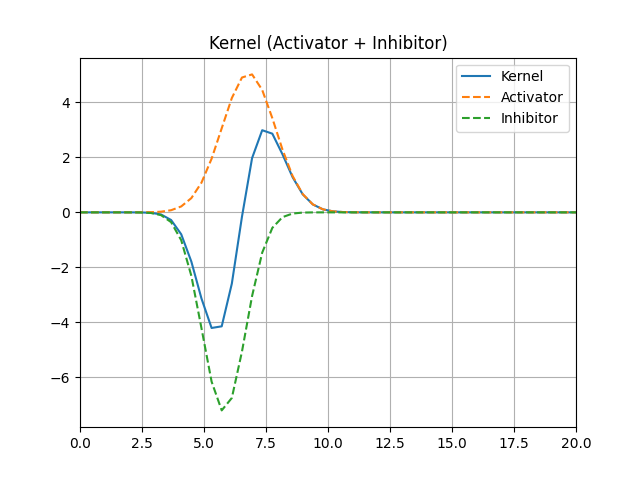 Kernel (Activator + Inhibitor)
Kernel
Activator
Inhibitor
4
2
0
−2
−4
−6
0.0 2.5 5.0 7.5 10.0 12.5 15.0 17.5 20.0